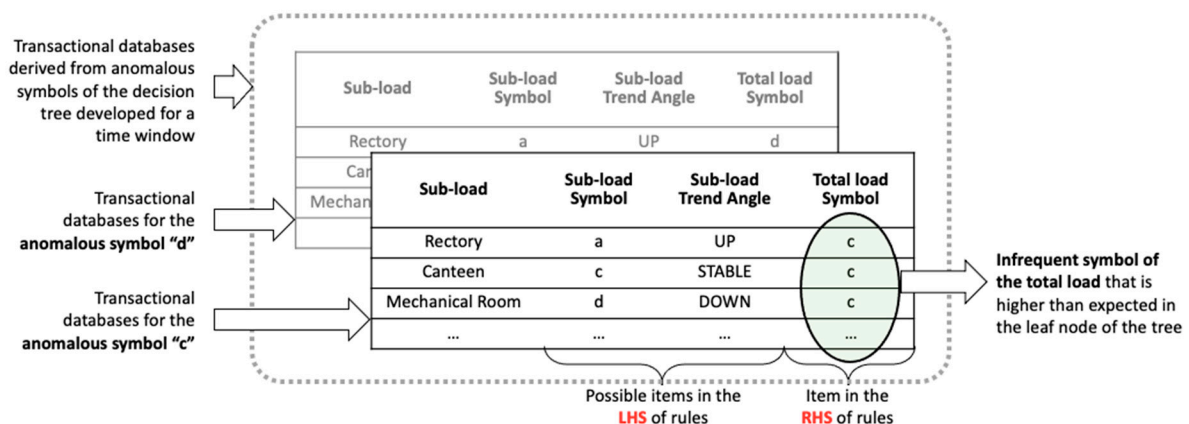 Transactional databases
derived from anomalous
symbols of the decision
tree developed for a
time window
Sub-load Sub-load Symbol Sub-load Trend Angle Total load Symbol
Rectory a UP d
Can
Mechan
Transactional
databases for the
anomalous symbol “d”
Transactional
databases for the
anomalous symbol “c”
Sub-load Sub-load Symbol Sub-load Trend Angle Total load Symbol
Rectory a UP c
Canteen c STABLE c
Mechanical Room d DOWN c
... ... ... ...
Infrequent symbol of
the total load that is
higher than expected in
the leaf node of the tree
Possible items in the
LHS of rules
Item in the
RHS of rules